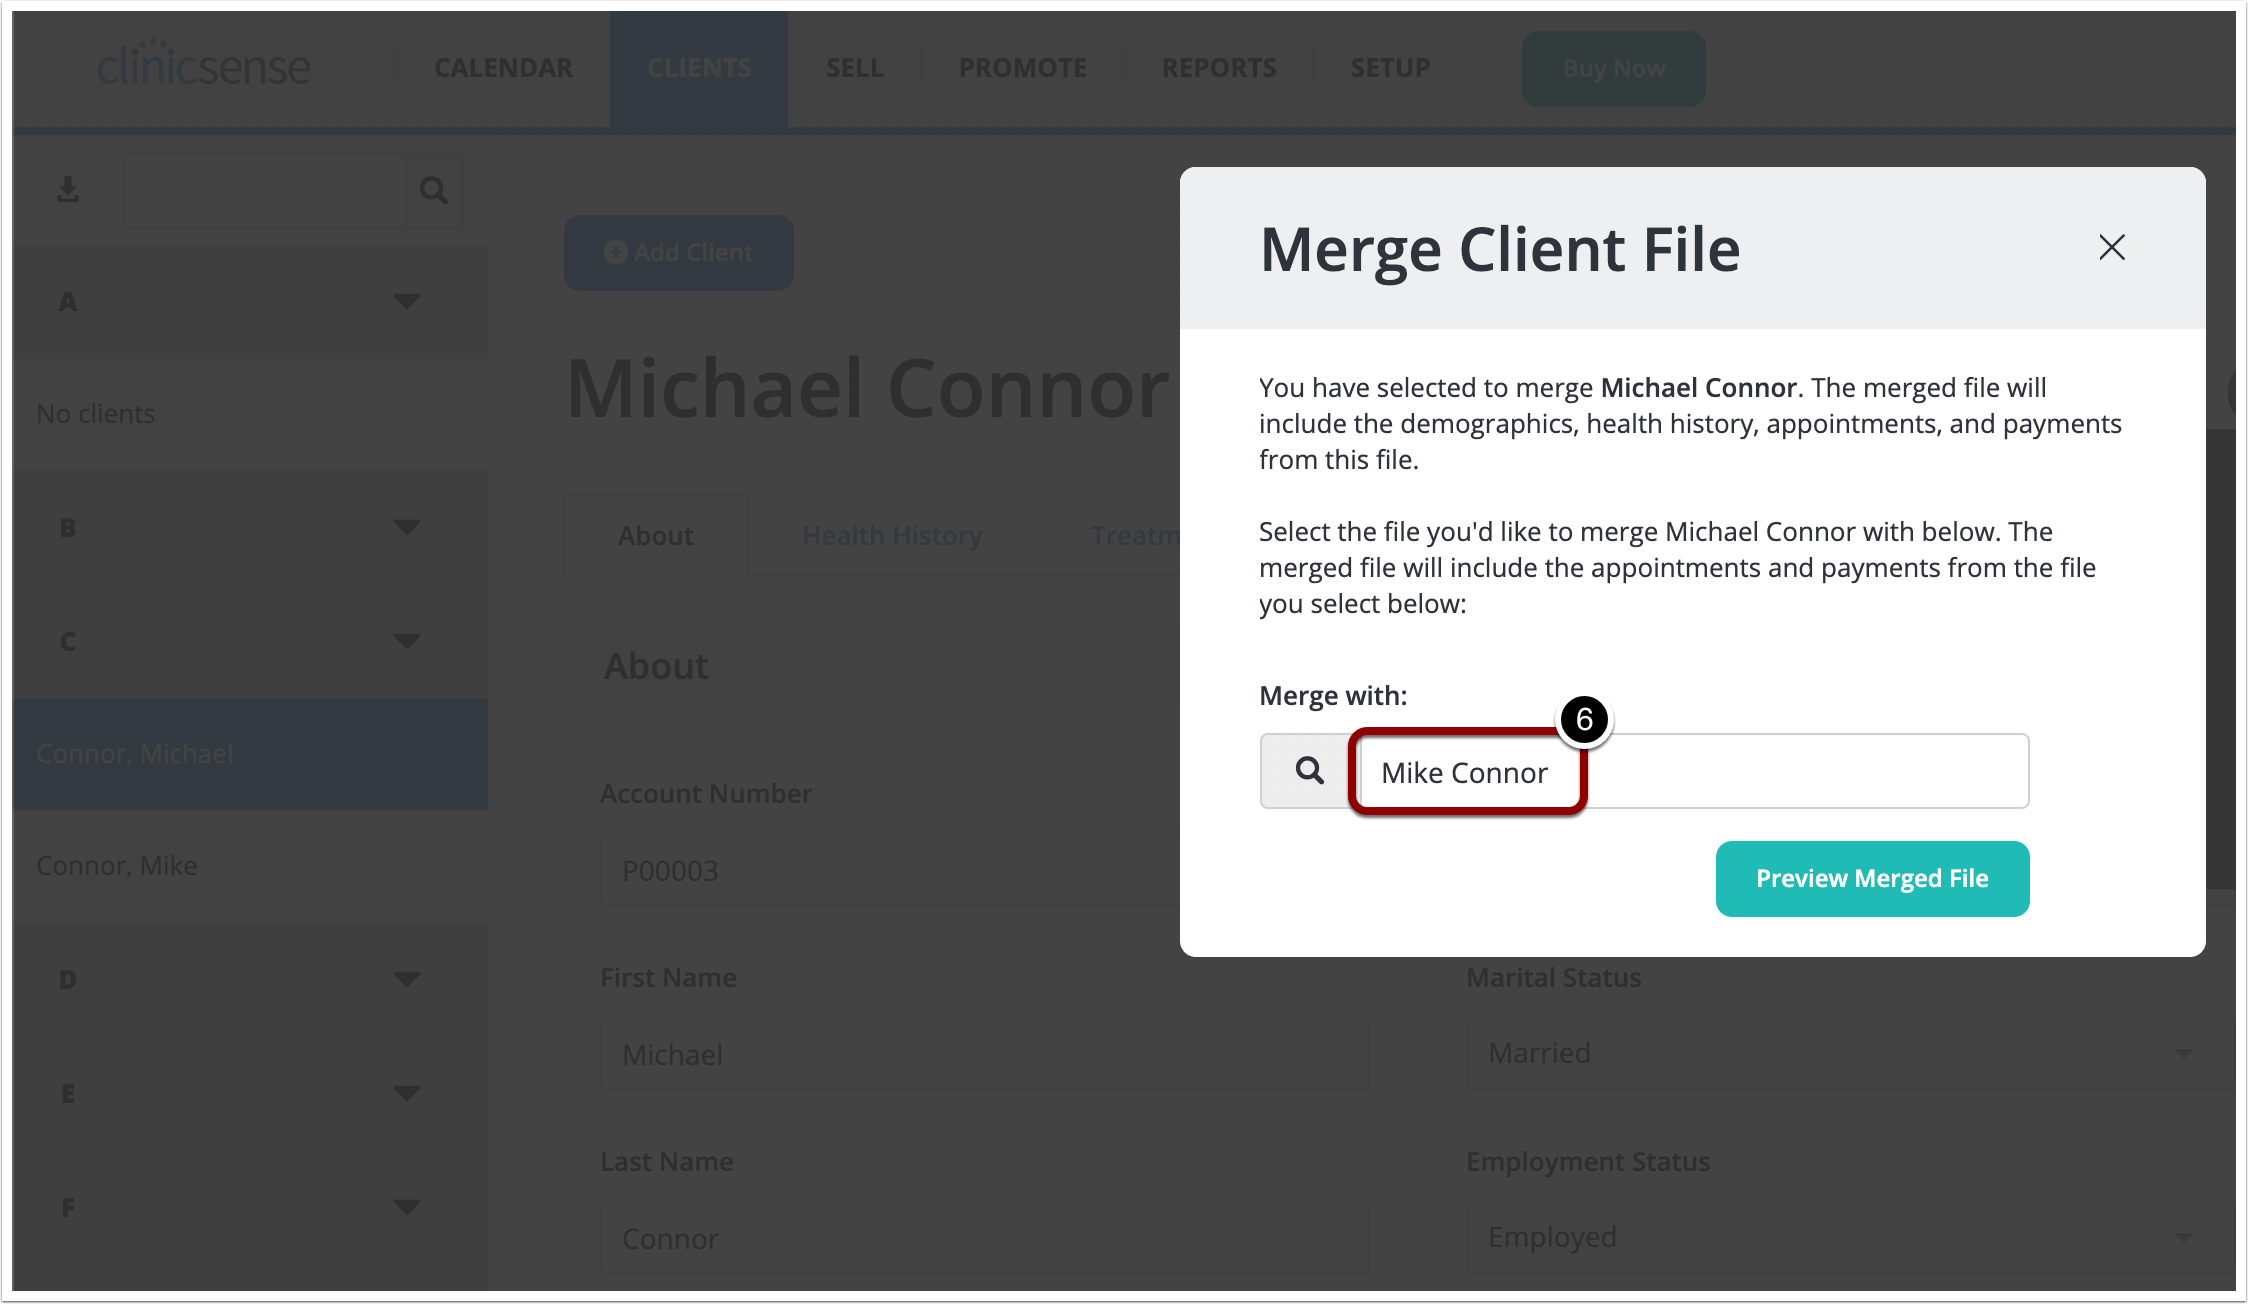 clinicsense
CALENDAR
CLIENTS
SELL
PROMOTE
REPORTS
SETUP
Buy Now
A
No clients
B
C
Connor, Michael
Connor, Mike
D
E
F
Add Client
Michael Connor
About
Health History
Treatm
About
Account Number
P00003
First Name
Michael
Last Name
Connor
Marital Status
Married
Employment Status
Employed
Merge Client File
You have selected to merge Michael Connor. The merged file will
include the demographics, health history, appointments, and payments
from this file.
Select the file you'd like to merge Michael Connor with below. The
merged file will include the appointments and payments from the file
you select below:
Merge with:
6
Mike Connor
Preview Merged File